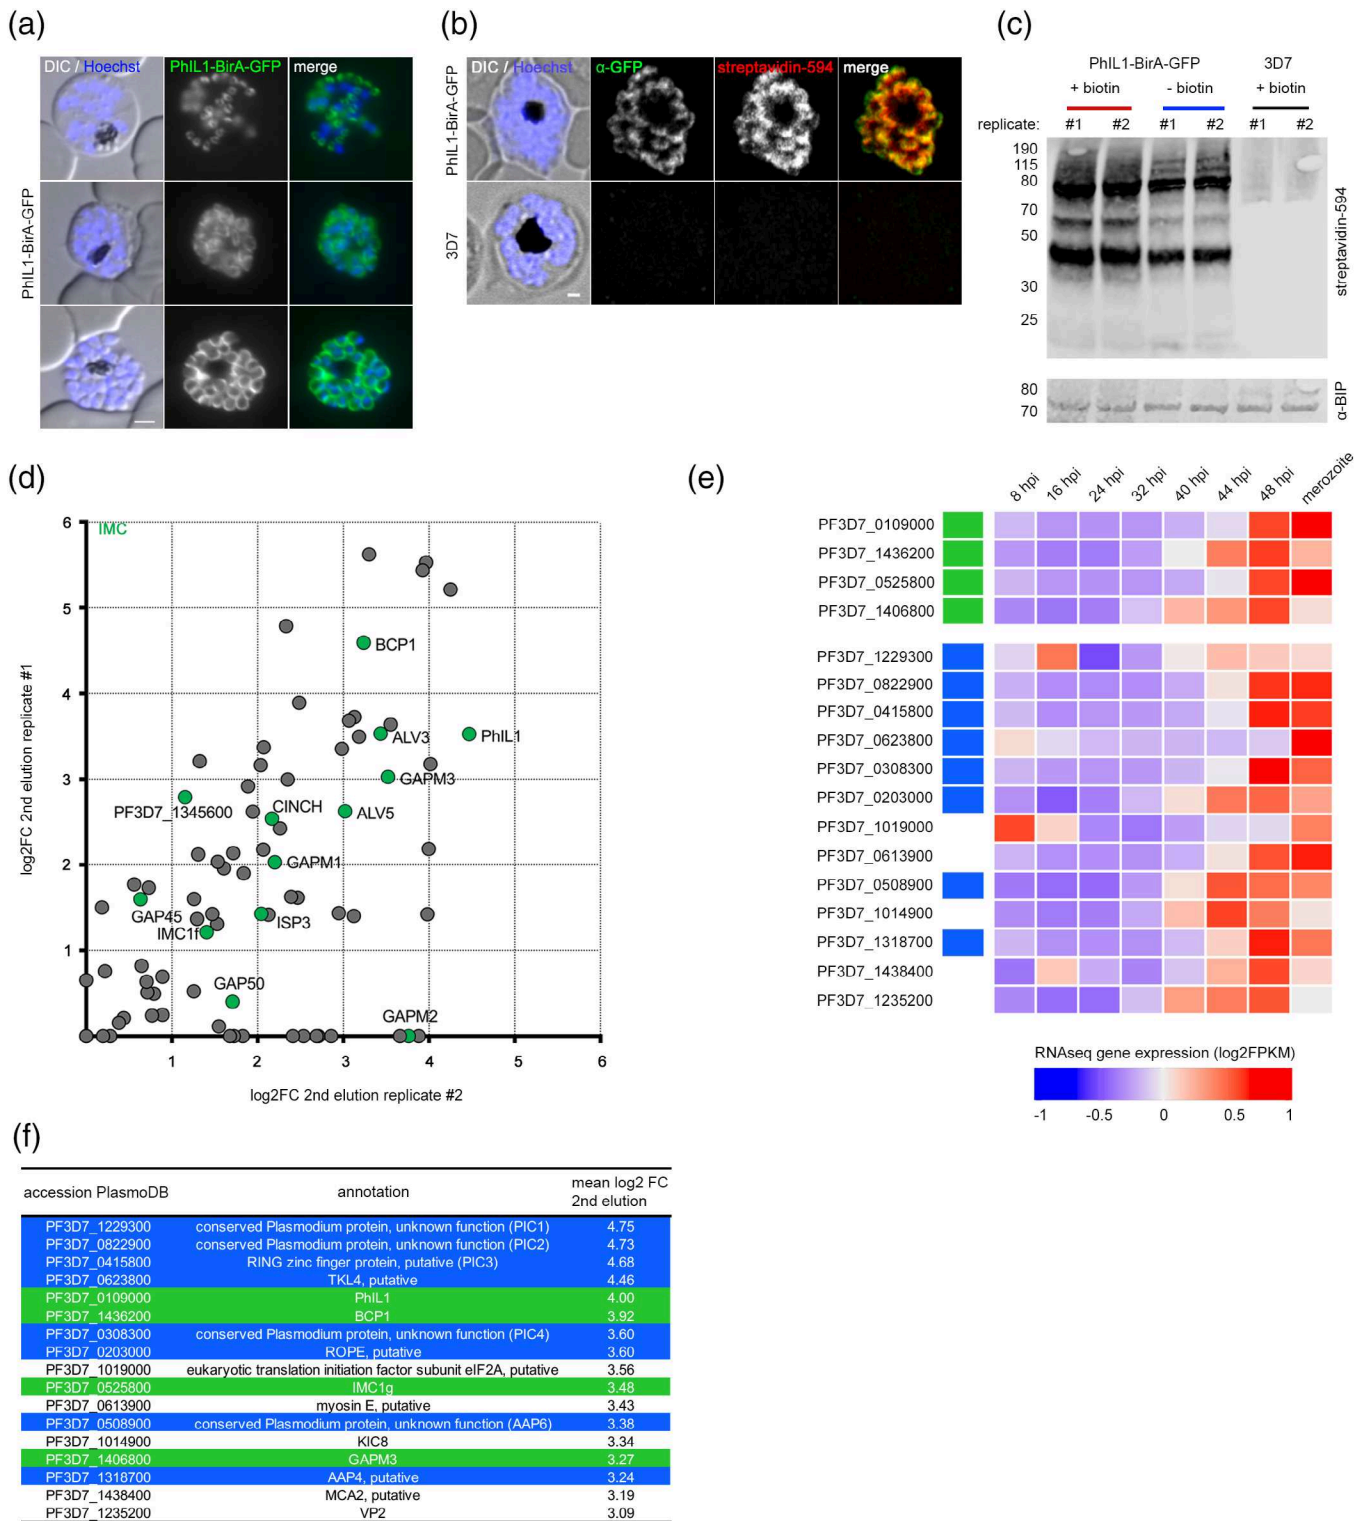 (a)
DIC / Hoechst PhIL1-BirA-GFP merge
PhIL1-BirA-GFP
(b)
DIC / Hoechst α-GFP streptavidin-594 merge
PhIL1-BirA-GFP
3D7
(c)
PhIL1-BirA-GFP 3D7
+ biotin - biotin + biotin
replicate: #1 #2 #1 #2 #1 #2
190
115
80
70
50
30
25
streptavidin-594
80
70
α-BIP
(d)
IMC
6
5
4
3
2
1
BCP1
ALV3
PhIL1
GAPM3
PF3D7_1345600
CINCH
ALV5
GAPM1
GAP45
IMC1f
ISP3
GAP50
GAPM2
1 2 3 4 5 6
log2FC 2nd elution replicate #1
log2FC 2nd elution replicate #2
(e)
8 hpi 16 hpi 24 hpi 32 hpi 40 hpi 44 hpi 48 hpi merozoite
PF3D7_0109000
PF3D7_1436200
PF3D7_0525800
PF3D7_1406800
PF3D7_1229300
PF3D7_0822900
PF3D7_0415800
PF3D7_0623800
PF3D7_0308300
PF3D7_0203000
PF3D7_1019000
PF3D7_0613900
PF3D7_0508900
PF3D7_1014900
PF3D7_1318700
PF3D7_1438400
PF3D7_1235200
RNAseq gene expression (log2FPKM)
-1 -0.5 0 0.5 1
(f)
accession PlasmoDB annotation mean log2 FC
2nd elution
PF3D7_1229300 conserved Plasmodium protein, unknown function (PIC1) 4.75
PF3D7_0822900 conserved Plasmodium protein, unknown function (PIC2) 4.73
PF3D7_0415800 RING zinc finger protein, putative (PIC3) 4.68
PF3D7_0623800 TKL4, putative 4.46
PF3D7_0109000 PhIL1 4.00
PF3D7_1436200 BCP1 3.92
PF3D7_0308300 conserved Plasmodium protein, unknown function (PIC4) 3.60
PF3D7_0203000 ROPE, putative 3.60
PF3D7_1019000 eukaryotic translation initiation factor subunit eIF2A, putative 3.56
PF3D7_0525800 IMC1g 3.48
PF3D7_0613900 myosin E, putative 3.43
PF3D7_0508900 conserved Plasmodium protein, unknown function (AAP6) 3.38
PF3D7_1014900 KIC8 3.34
PF3D7_1406800 GAPM3 3.27
PF3D7_1318700 AAP4, putative 3.24
PF3D7_1438400 MCA2, putative 3.19
PF3D7_1235200 VP2 3.09